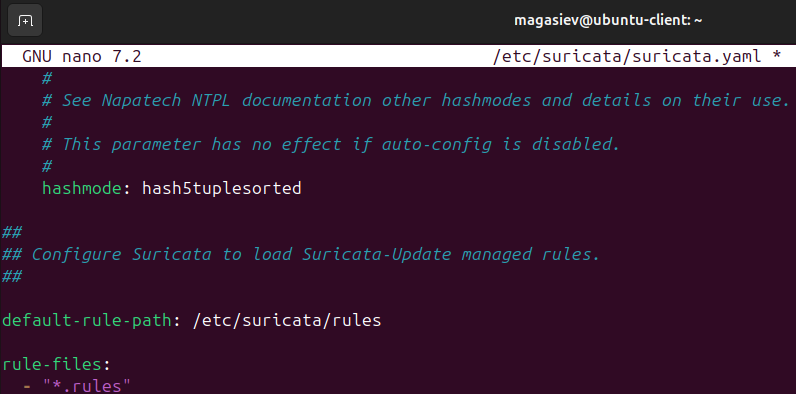 magasiev@ubuntu-client: ~
GNU nano 7.2 /etc/suricata/suricata.yaml *
#
# See Napatech NTPL documentation other hashmodes and details on their use.
#
# This parameter has no effect if auto-config is disabled.
#
hashmode: hash5tuplesorted
##
## Configure Suricata to load Suricata-Update managed rules.
##
default-rule-path: /etc/suricata/rules
rule-files:
- "*.rules"